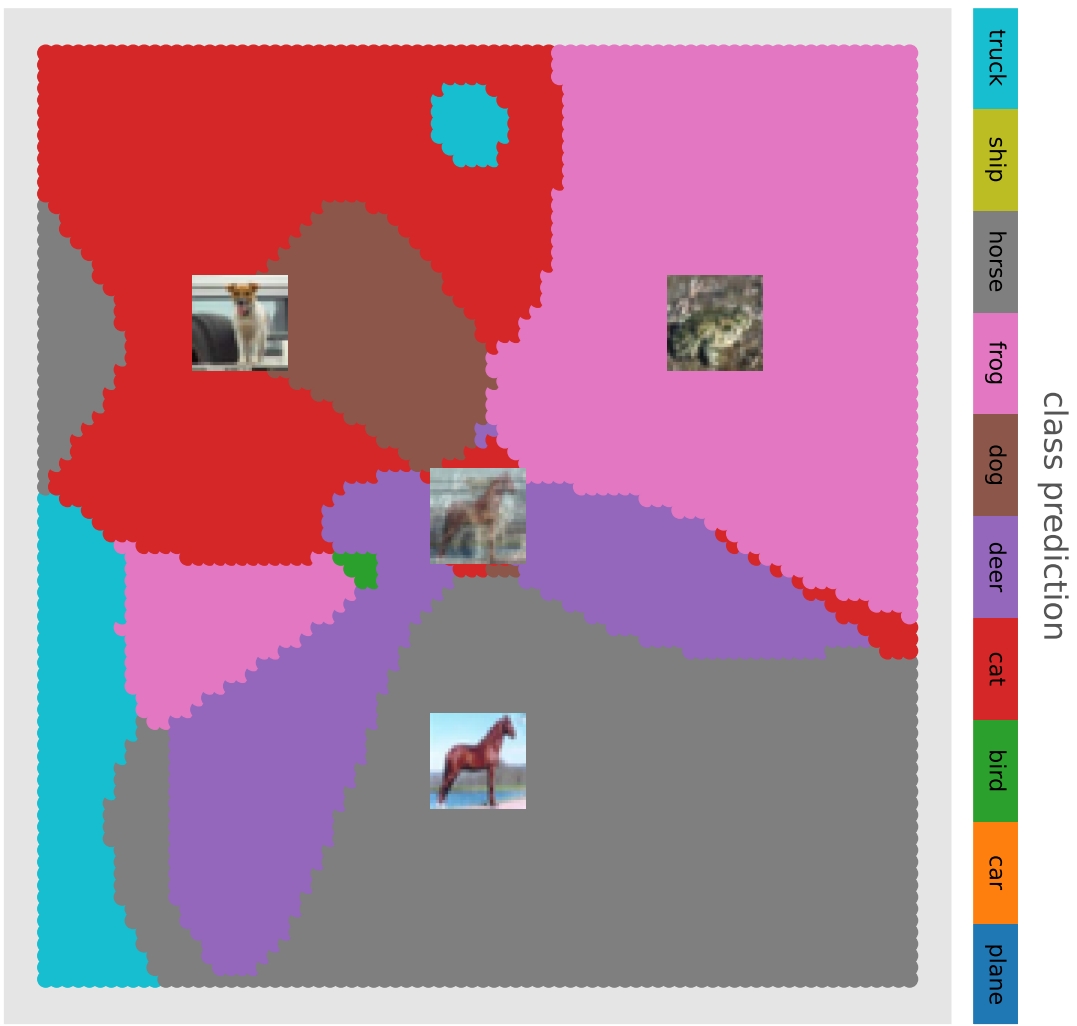 truck
ship
horse
frog
dog
deer
cat
bird
car
plane
class prediction